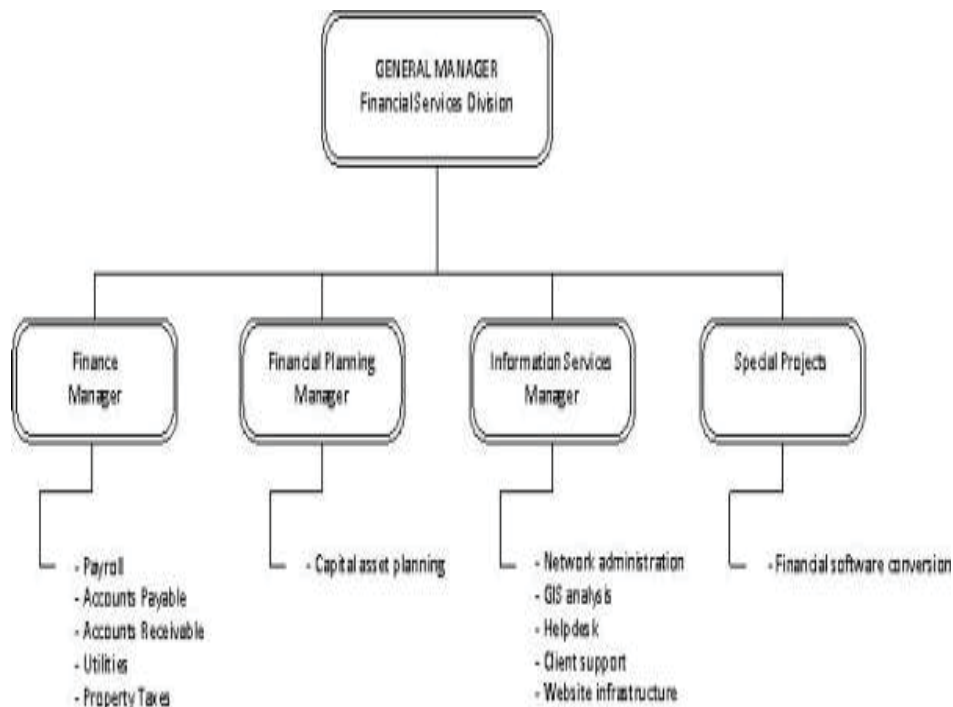 GENERAL MANAGER
Financial Services Division
Finance
Manager
Financial Planning
Manager
Information Services
Manager
Special Projects
- Payroll
- Accounts Payable
- Accounts Receivable
- Utilities
- Property Taxes
- Capital asset planning
- Network administration
- GIS analysis
- Helpdesk
- Client support
- Website infrastructure
- Financial software conversion